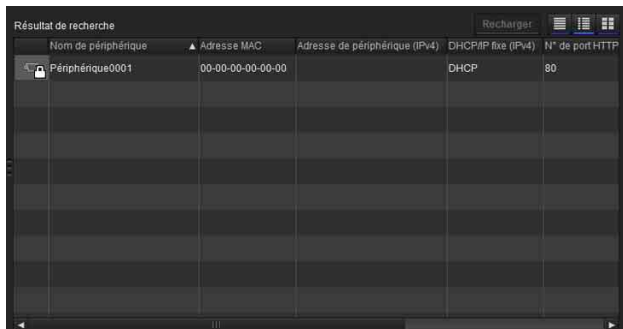 Résultat de recherche
Recharger
Nom de périphérique ▲ Adresse MAC Adresse de périphérique (IPv4) DHCP/IP fixe (IPv4) N° de port HTTP
Périphérique0001 00-00-00-00-00-00 DHCP 80